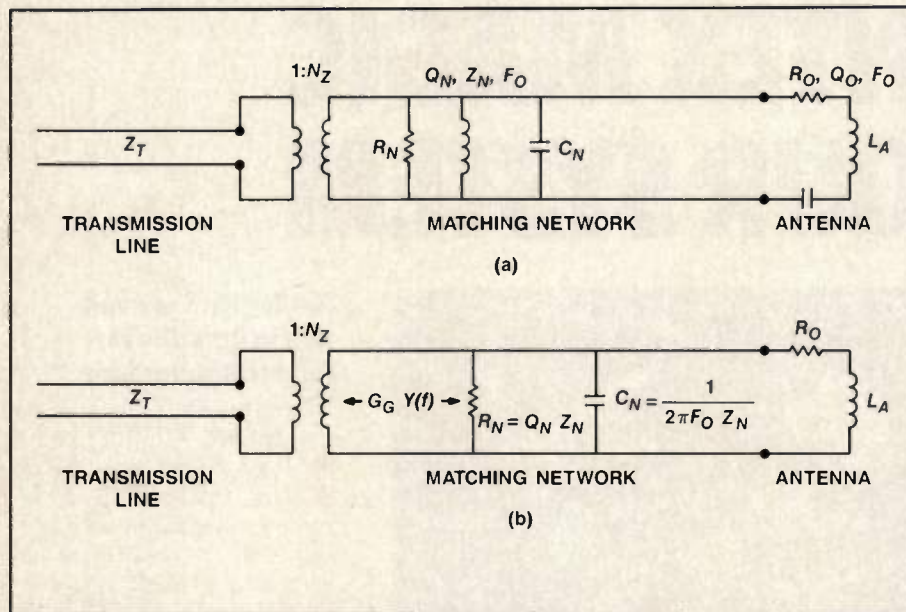 1:N_Z
Q_N, Z_N, F_O
R_O, Q_O, F_O
Z_T
R_N
C_N
L_A
TRANSMISSION LINE
MATCHING NETWORK
ANTENNA
(a)
1:N_Z
R_O
Z_T
G_G Y(f)
R_N = Q_N Z_N
C_N = 1 / 2πF_O Z_N
L_A
TRANSMISSION LINE
MATCHING NETWORK
ANTENNA
(b)